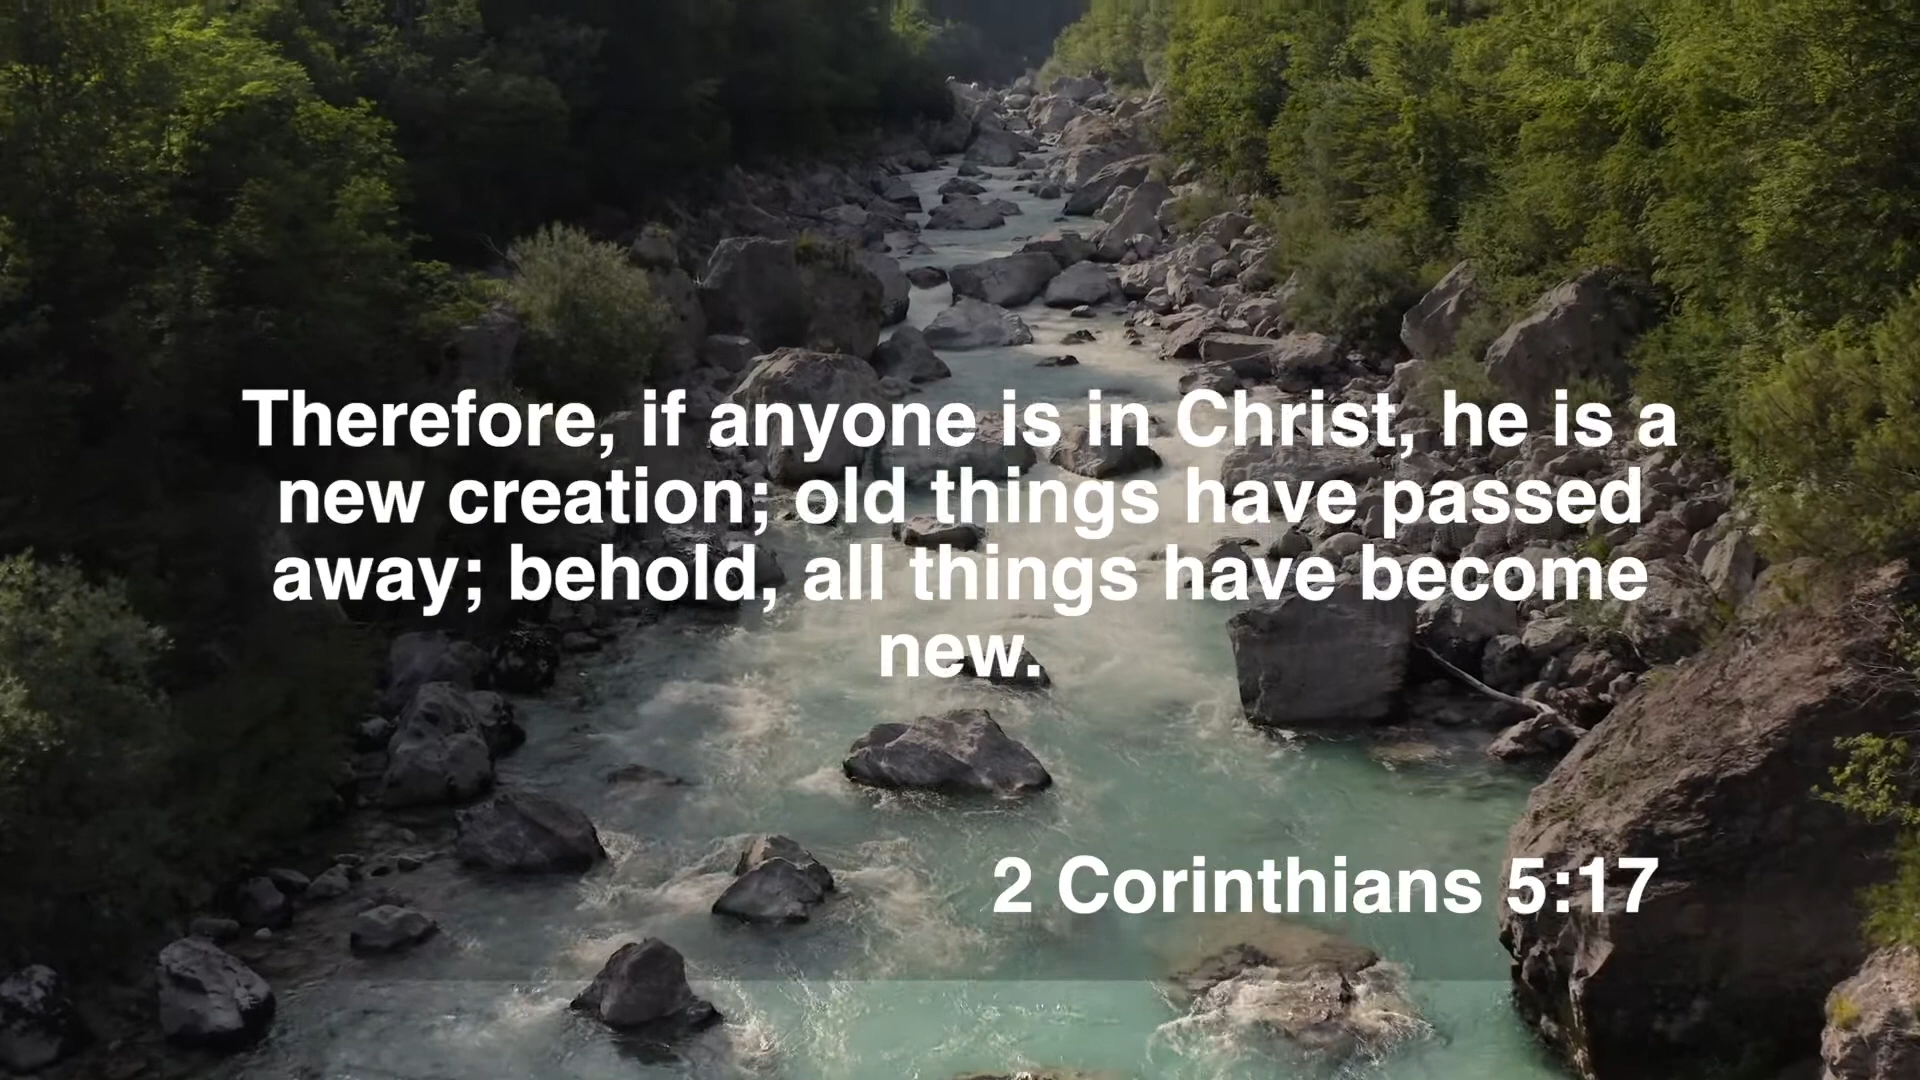 Therefore, if anyone is in Christ, he is a
new creation; old things have passed
away; behold, all things have become
new.
2 Corinthians 5:17